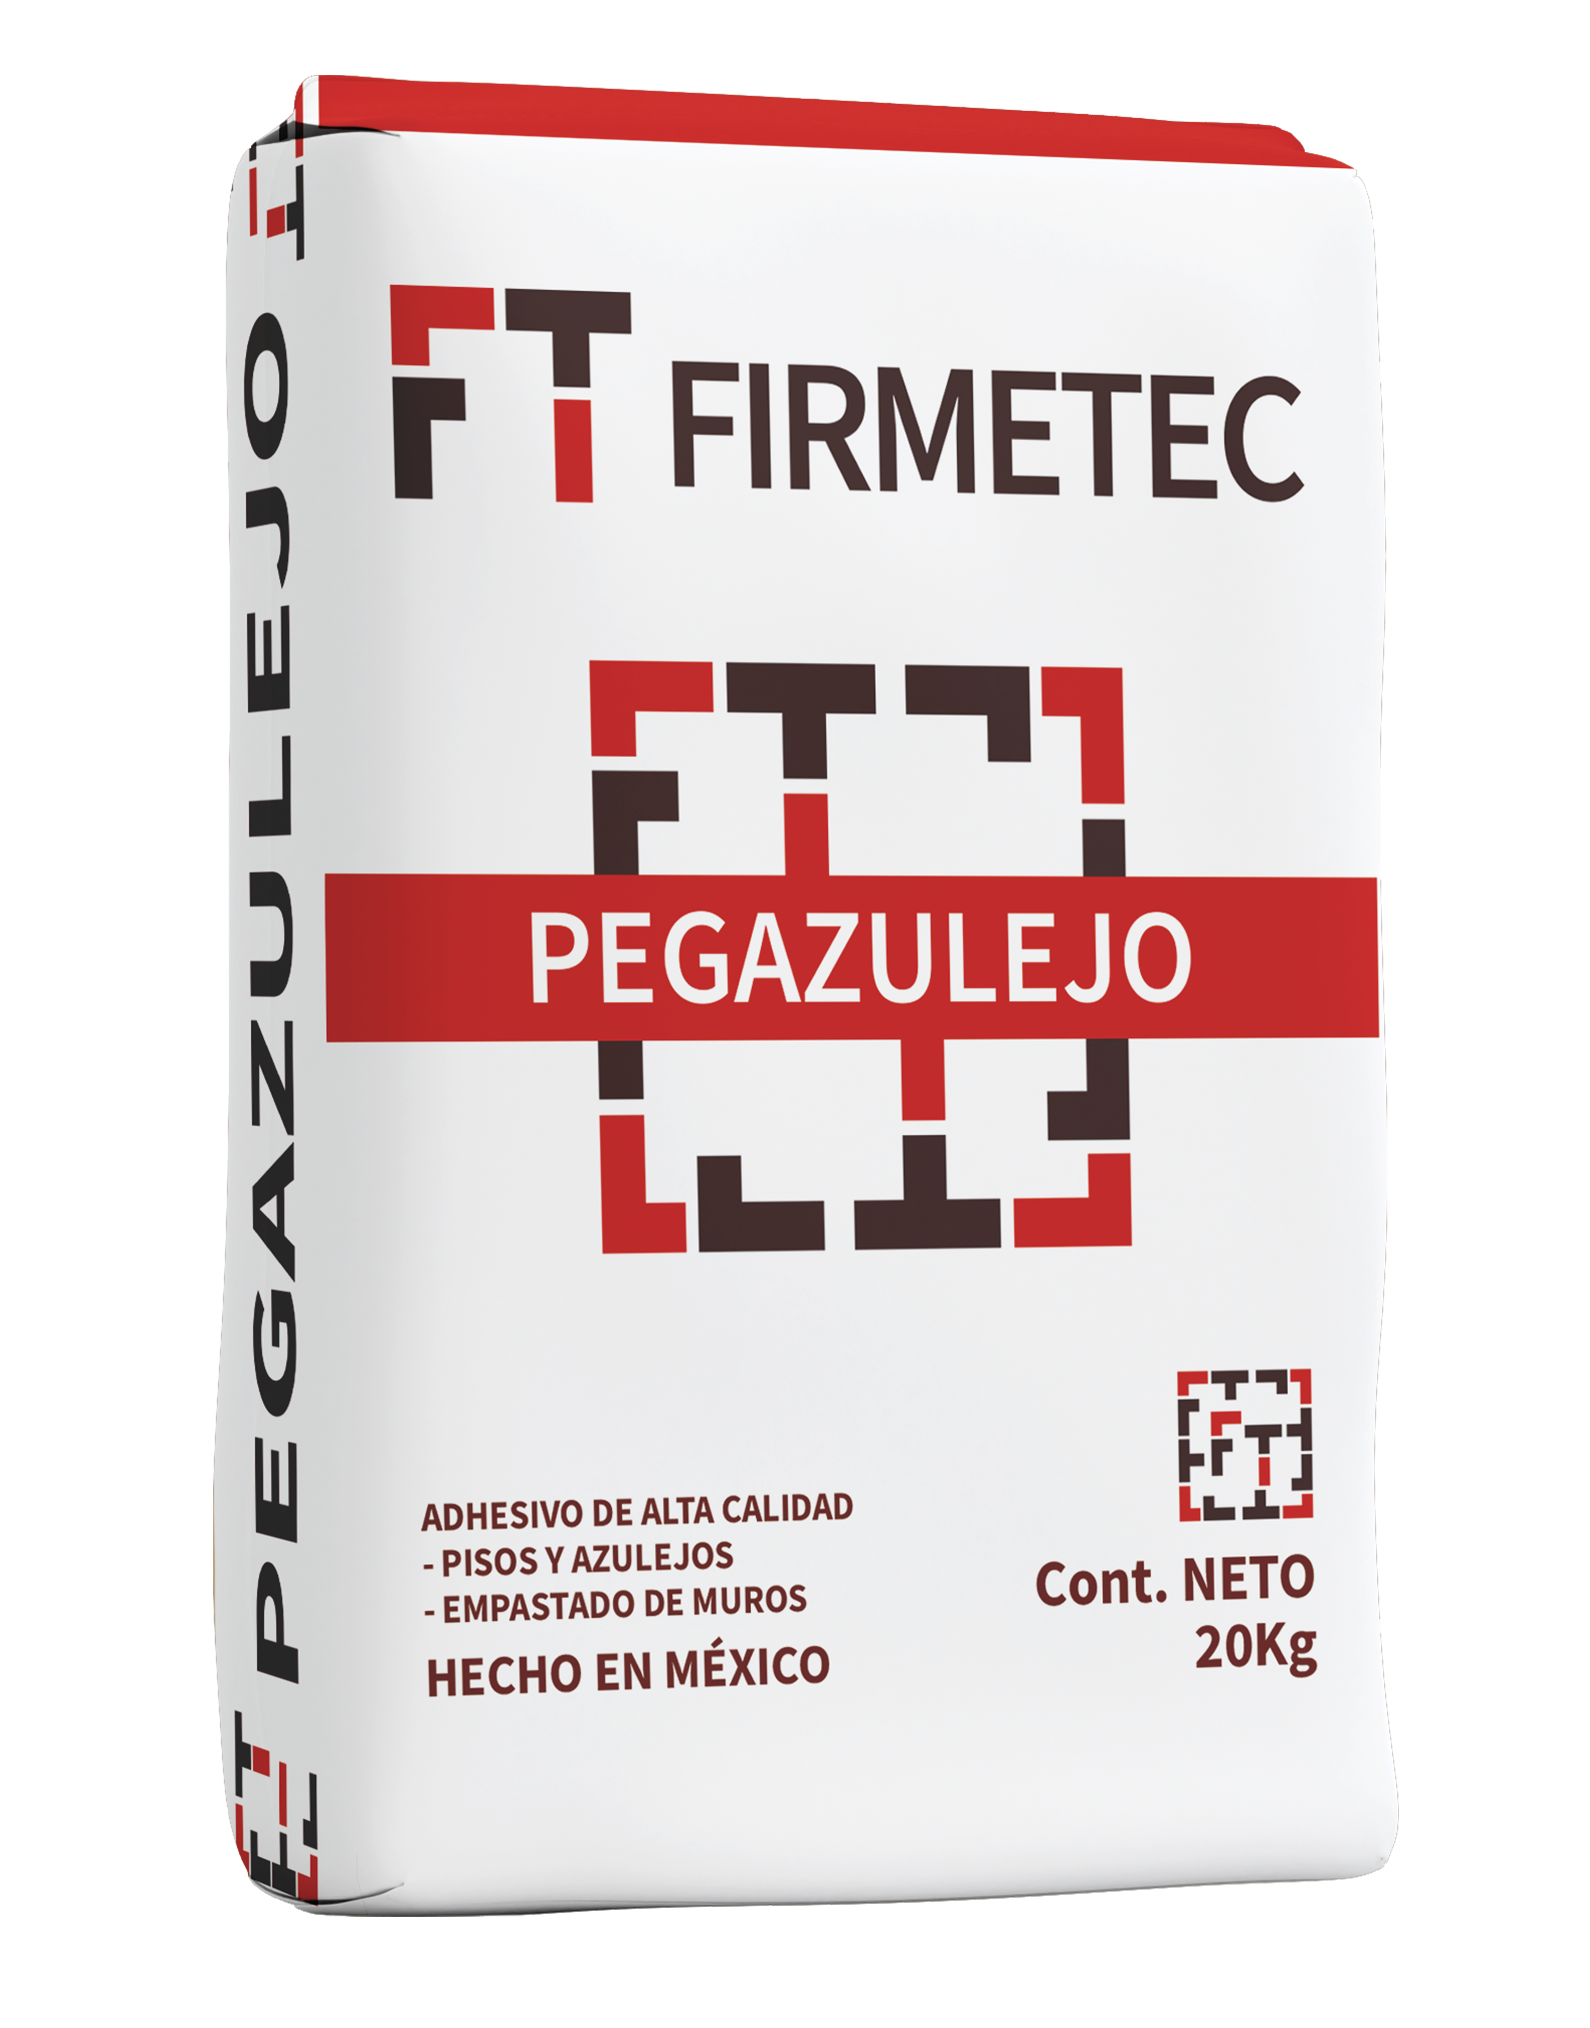 FT FIRMETEC
PEGAZULEJO
PEGAZULEJO
ADHESIVO DE ALTA CALIDAD
- PISOS Y AZULEJOS
- EMPASTADO DE MUROS
HECHO EN MÉXICO
FT
Cont. NETO
20Kg